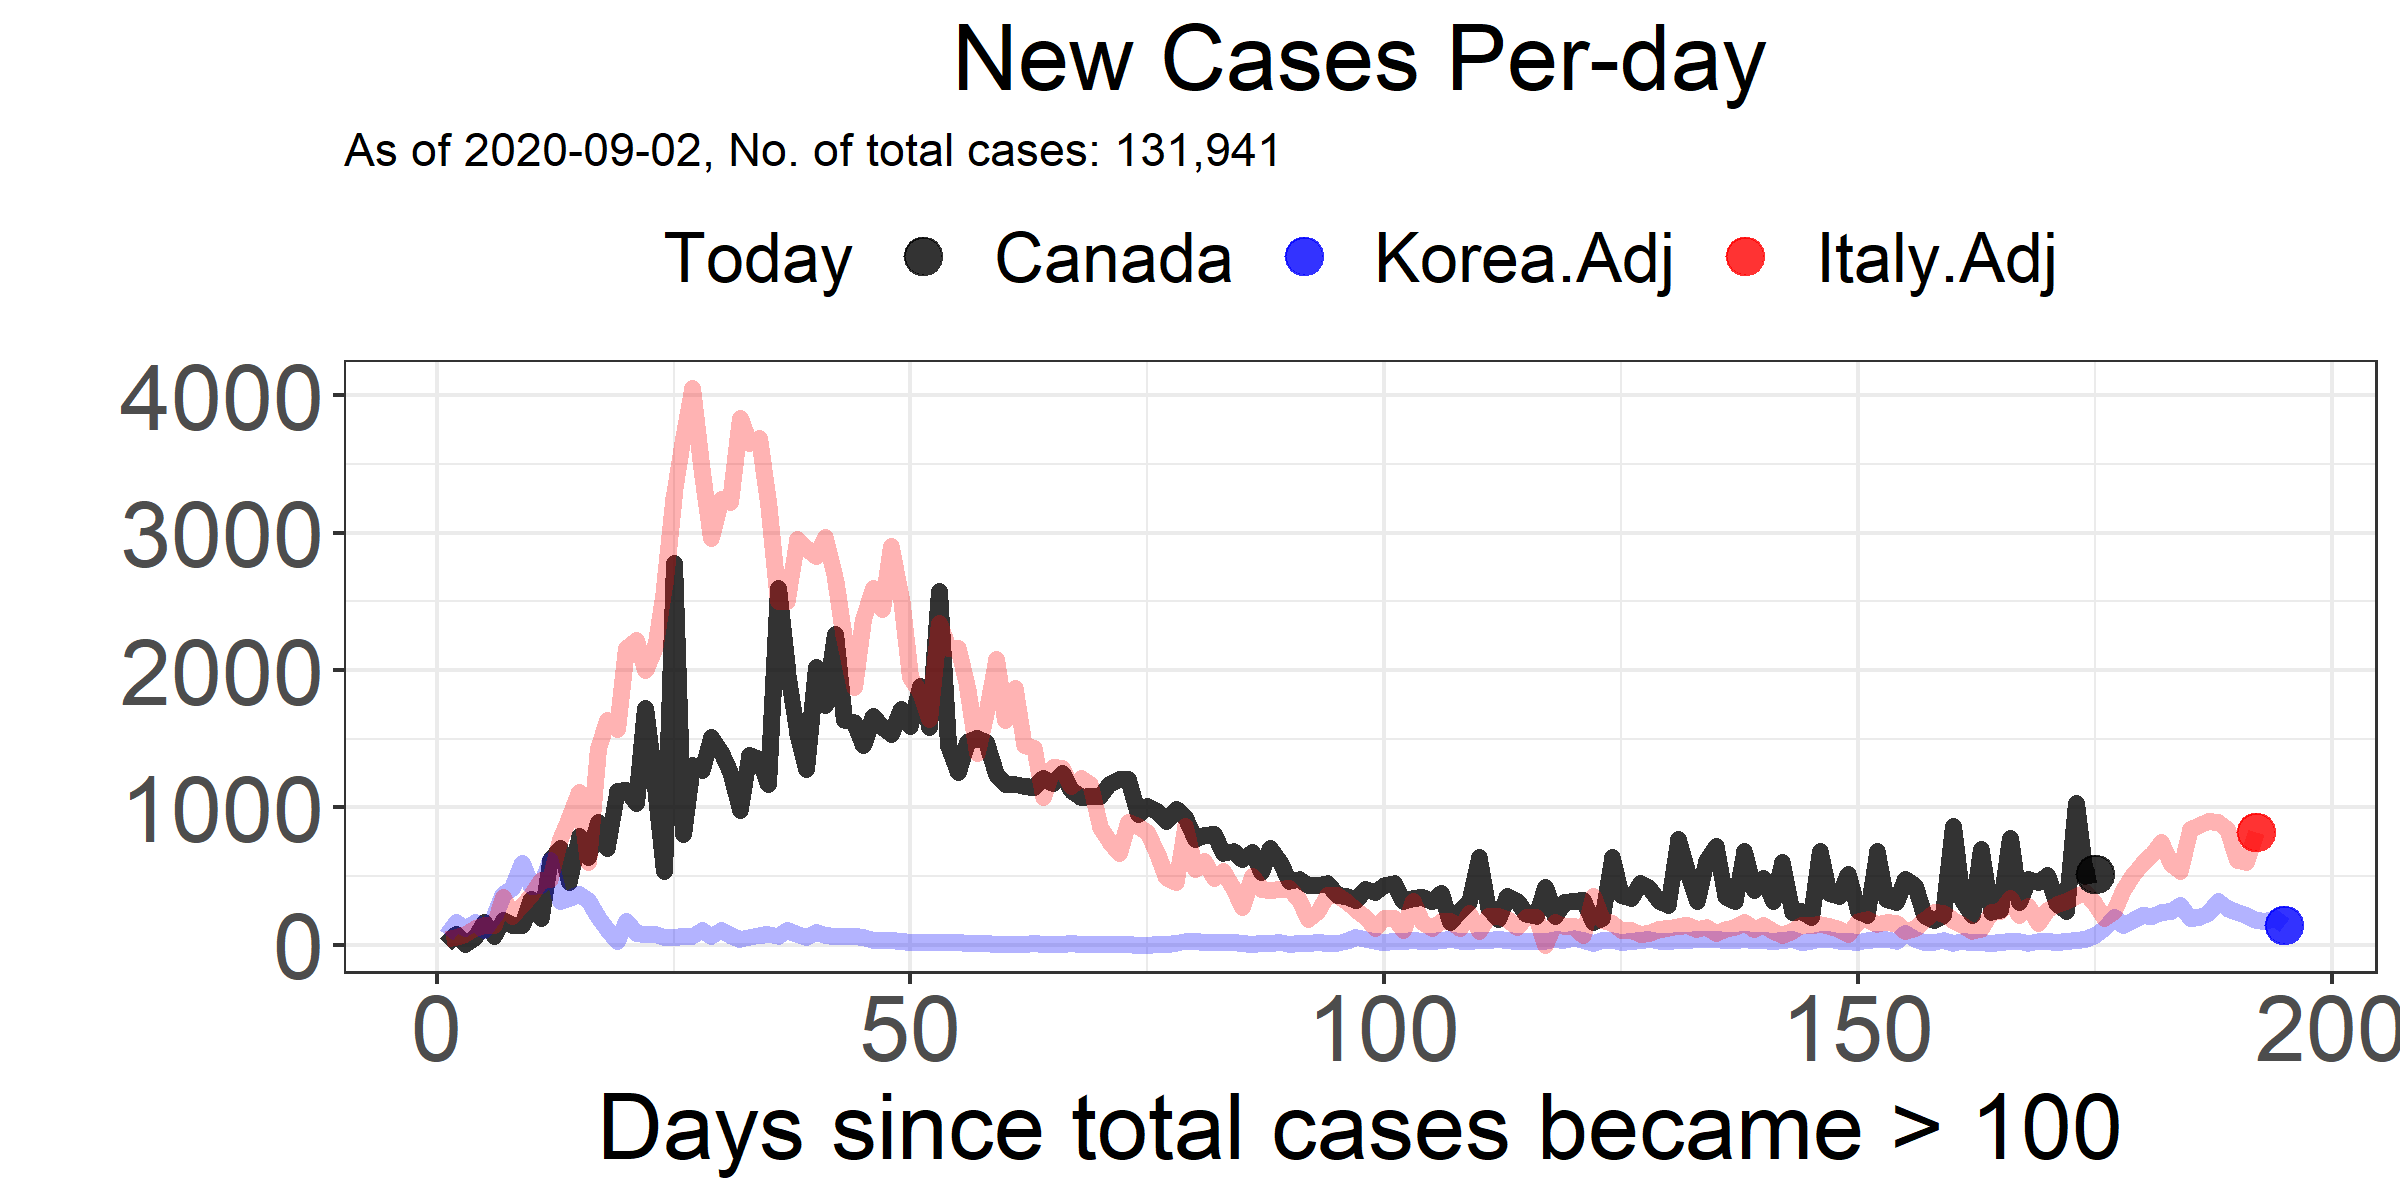 New Cases Per-day
As of 2020-09-02, No. of total cases: 131,941
Today Canada Korea.Adj Italy.Adj
4000
3000
2000
1000
0
0 50 100 150 200
Days since total cases became > 100